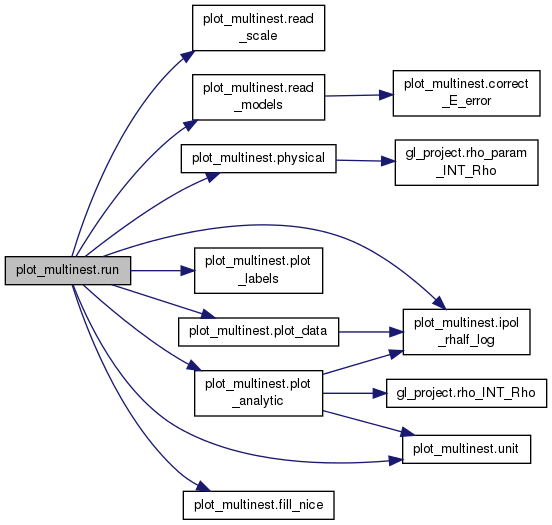 plot_multinest.read
_scale
plot_multinest.read
_models
plot_multinest.correct
_E_error
plot_multinest.physical
gl_project.rho_param
_INT_Rho
plot_multinest.run
plot_multinest.plot
_labels
plot_multinest.plot_data
plot_multinest.ipol
_rhalf_log
plot_multinest.plot
_analytic
gl_project.rho_INT_Rho
plot_multinest.unit
plot_multinest.fill_nice